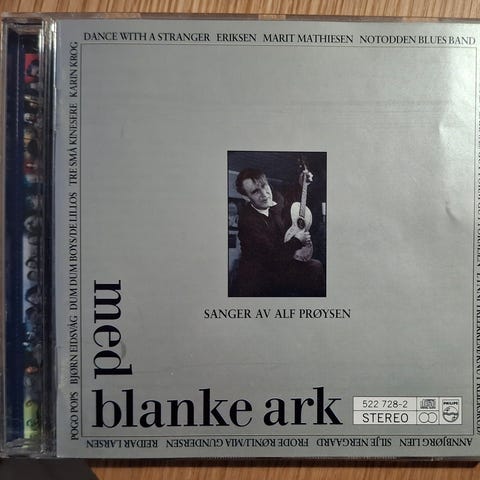 DANCE WITH A STRANGER ERIKSEN MARIT MATHIESEN NOTODDEN BLUES BAND
POGO POPS BJØRN EIDSVÅG DUM DUM BOYS/DE LILLOS TRE SMÅ KINESERE KARIN KROG
SANGER AV ALF PRØYSEN
med
blanke ark
522 728-2
STEREO
PHILIPS
ANNBJØRG LIEN SILJE NERGAARD FRODE RØNLI/MIA GUNDERSEN REIDAR LARSEN